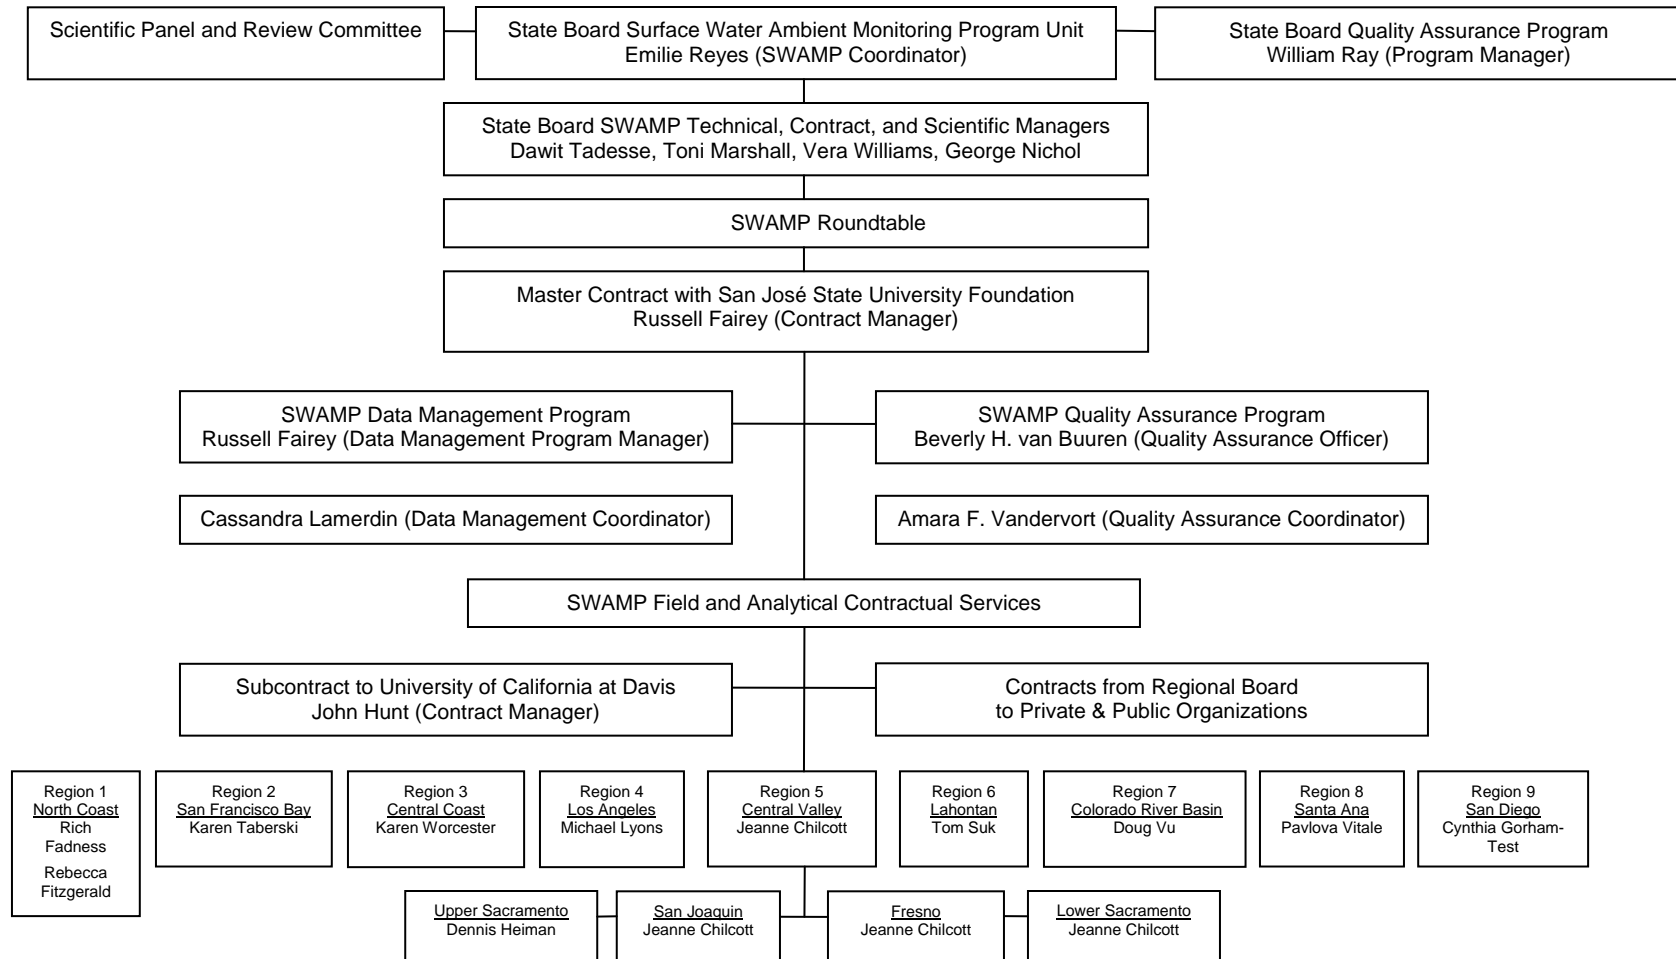 Scientific Panel and Review Committee
State Board Surface Water Ambient Monitoring Program Unit
Emilie Reyes (SWAMP Coordinator)
State Board Quality Assurance Program
William Ray (Program Manager)
State Board SWAMP Technical, Contract, and Scientific Managers
Dawit Tadesse, Toni Marshall, Vera Williams, George Nichol
SWAMP Roundtable
Master Contract with San José State University Foundation
Russell Fairey (Contract Manager)
SWAMP Data Management Program
Russell Fairey (Data Management Program Manager)
SWAMP Quality Assurance Program
Beverly H. van Buuren (Quality Assurance Officer)
Cassandra Lamerdin (Data Management Coordinator)
Amara F. Vandervort (Quality Assurance Coordinator)
SWAMP Field and Analytical Contractual Services
Subcontract to University of California at Davis
John Hunt (Contract Manager)
Contracts from Regional Board
to Private & Public Organizations
Region 1
North Coast
Rich
Fadness
Rebecca
Fitzgerald
Region 2
San Francisco Bay
Karen Taberski
Region 3
Central Coast
Karen Worcester
Region 4
Los Angeles
Michael Lyons
Region 5
Central Valley
Jeanne Chilcott
Region 6
Lahontan
Tom Suk
Region 7
Colorado River Basin
Doug Vu
Region 8
Santa Ana
Pavlova Vitale
Region 9
San Diego
Cynthia Gorham-
Test
Upper Sacramento
Dennis Heiman
San Joaquin
Jeanne Chilcott
Fresno
Jeanne Chilcott
Lower Sacramento
Jeanne Chilcott